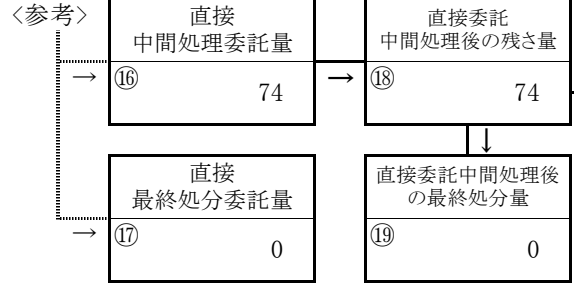 〈参考〉
直接
中間処理委託量
→
⑯
74
→
直接委託
中間処理後の残さ量
⑱
74
↓
直接
最終処分委託量
→
⑰
0
直接委託中間処理後
の最終処分量
⑲
0